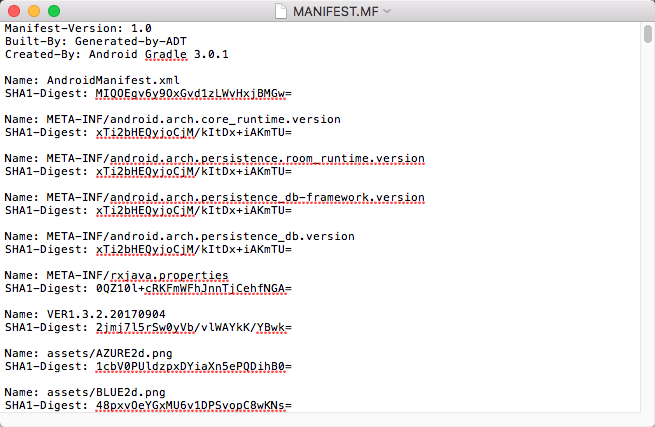 MANIFEST.MF
Manifest-Version: 1.0
Built-By: Generated-by-ADT
Created-By: Android Gradle 3.0.1
Name: AndroidManifest.xml
SHA1-Digest: MIQOEgv6y9OxGvd1zLWvHxjBMGw=
Name: META-INF/android.arch.core_runtime.version
SHA1-Digest: xTi2bHEQyjoCjM/kItDx+iAKmTU=
Name: META-INF/android.arch.persistence.room_runtime.version
SHA1-Digest: xTi2bHEQyjoCjM/kItDx+iAKmTU=
Name: META-INF/android.arch.persistence_db-framework.version
SHA1-Digest: xTi2bHEQyjoCjM/kItDx+iAKmTU=
Name: META-INF/android.arch.persistence_db.version
SHA1-Digest: xTi2bHEQyjoCjM/kItDx+iAKmTU=
Name: META-INF/rxjava.properties
SHA1-Digest: 0QZ10l+cRKFmWFhJnnTjCehfNGA=
Name: VER1.3.2.20170904
SHA1-Digest: 2jmj7l5rSw0yVb/vlWAYkK/YBwk=
Name: assets/AZURE2d.png
SHA1-Digest: 1cbV0PUldzpxDYiaXn5ePQDihB0=
Name: assets/BLUE2d.png
SHA1-Digest: 48pxvOeYGxMU6v1DPSvopC8wKNs=